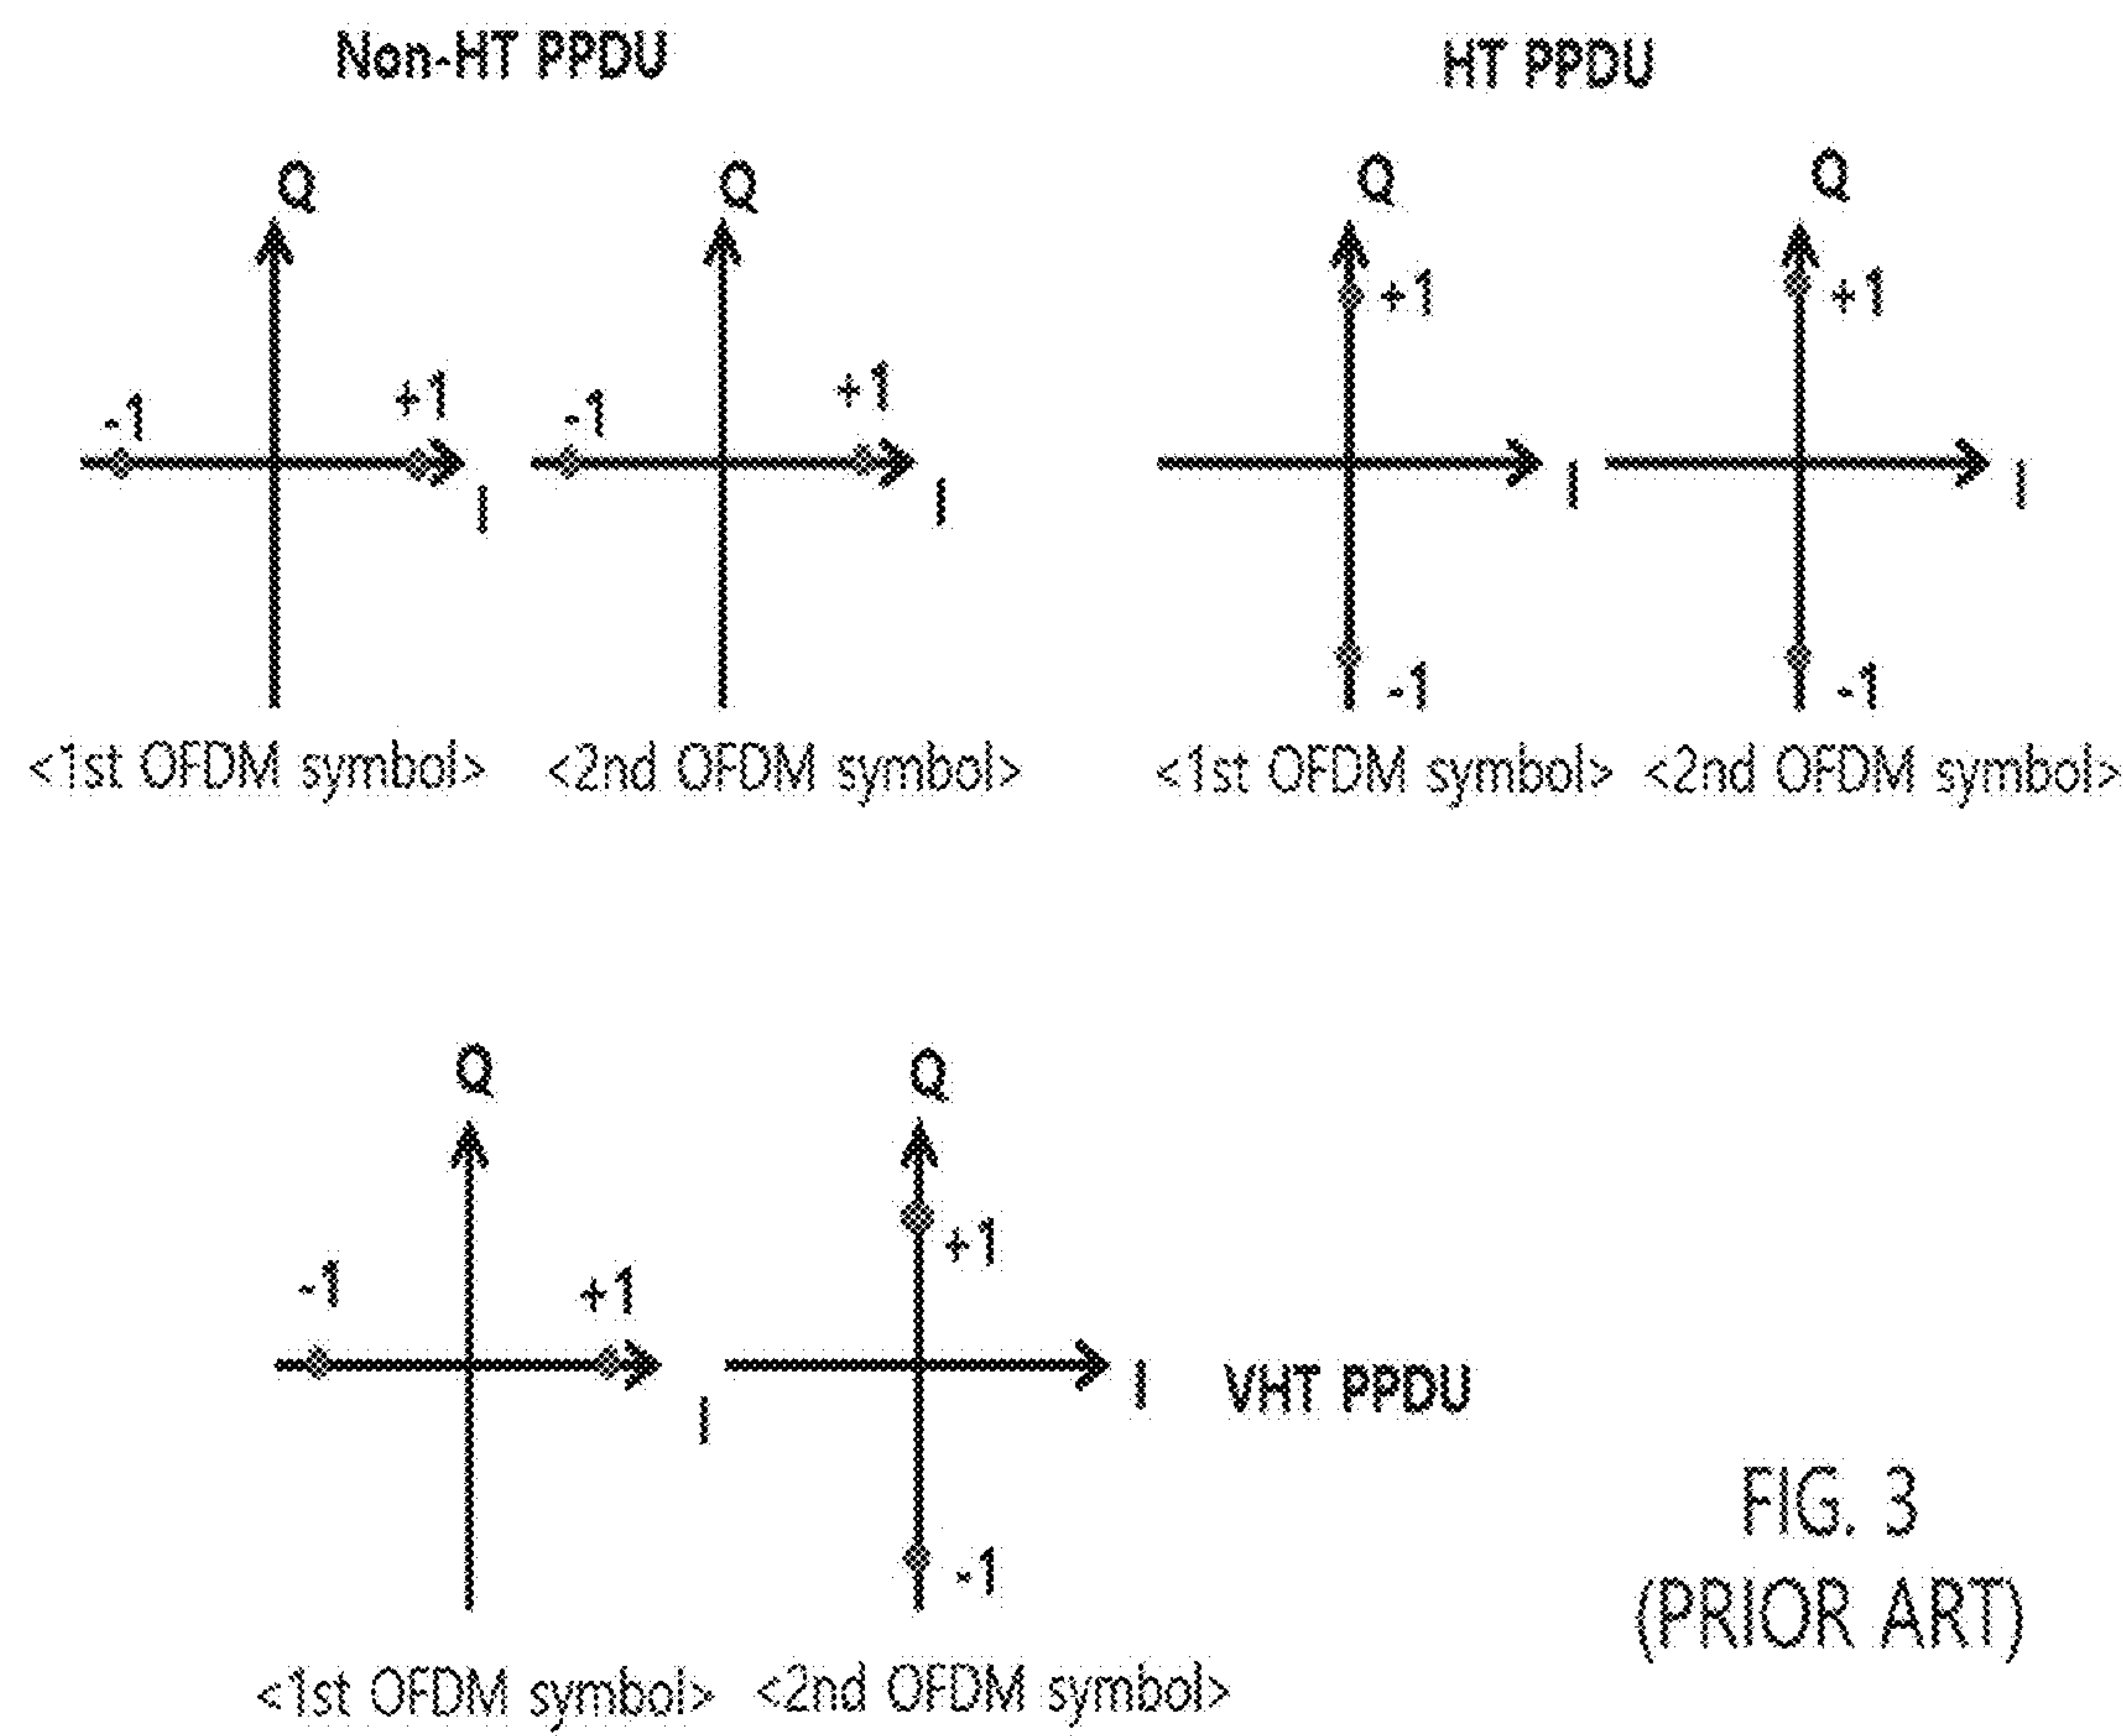 Non-HT PPDU
HT PPDU
Q
Q
Q
Q
-1
+1
-1
+1
+1
+1
I
I
I
I
-1
-1
<1st OFDM symbol>
<2nd OFDM symbol>
<1st OFDM symbol>
<2nd OFDM symbol>
Q
Q
-1
+1
+1
I
I
VHT PPDU
-1
<1st OFDM symbol>
<2nd OFDM symbol>
FIG. 3
(PRIOR ART)